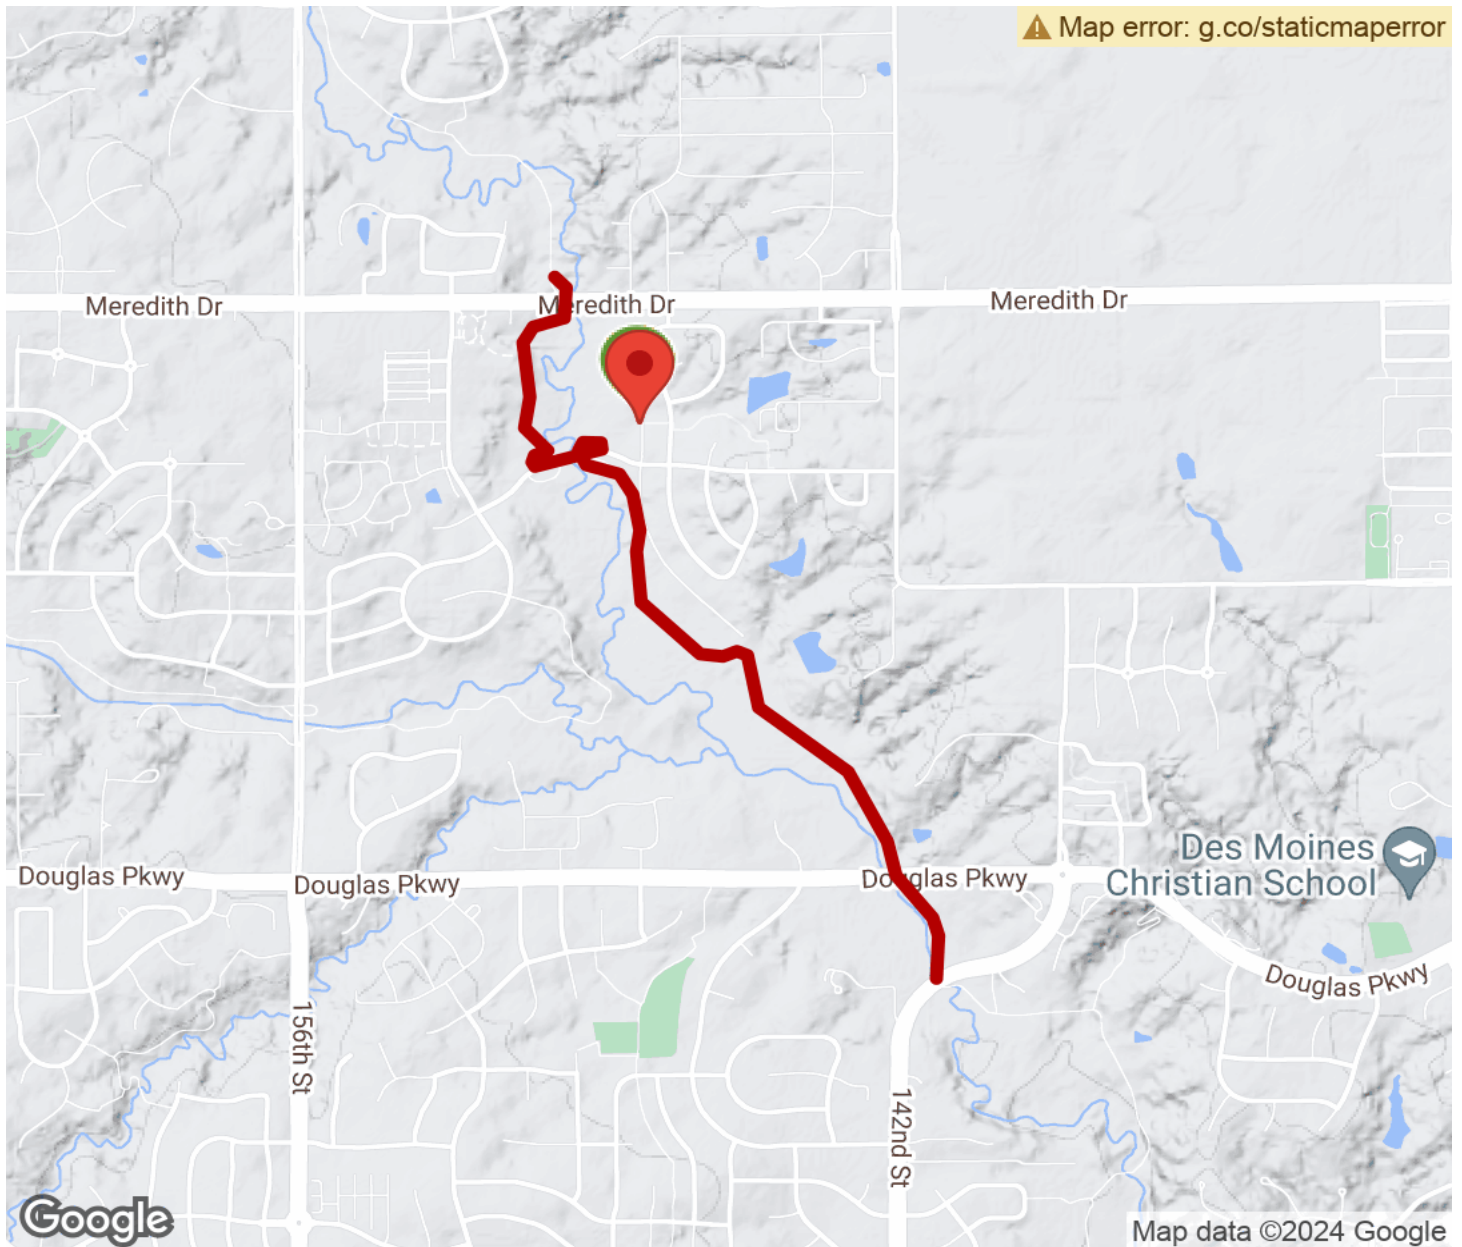 Map error: g.co/staticmaperror
Meredith Dr
Meredith Dr
Meredith Dr
Des Moines
Christian School
Douglas Pkwy
Douglas Pkwy
Douglas Pkwy
Douglas Pkwy
156th St
142nd St
Google
Map data ©2024 Google